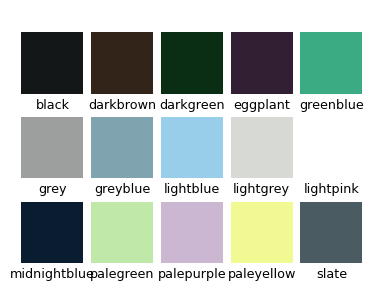 black darkbrown darkgreen eggplant greenblue
grey greyblue lightblue lightgrey lightpink
midnightblue palegreen palepurple paleyellow slate